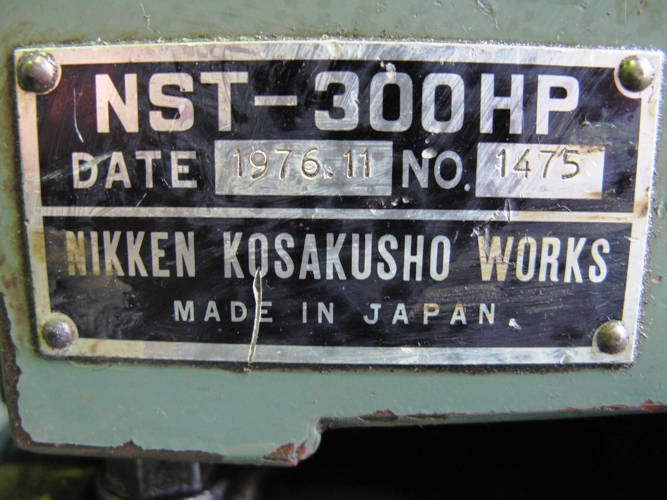 NST-300HP
DATE 1976.11 NO. 1475
NIKKEN KOSAKUSHO WORKS
MADE IN JAPAN.